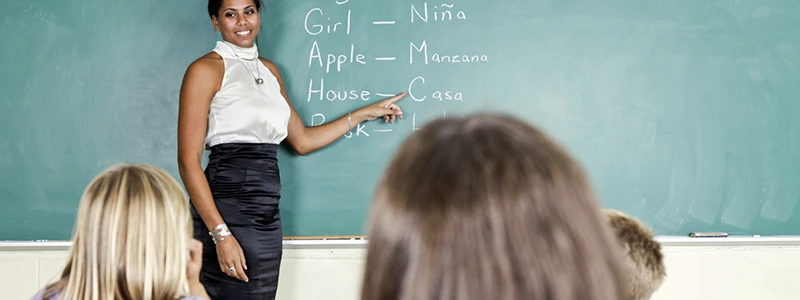 Girl – Niña
Apple – Manzana
House – Casa